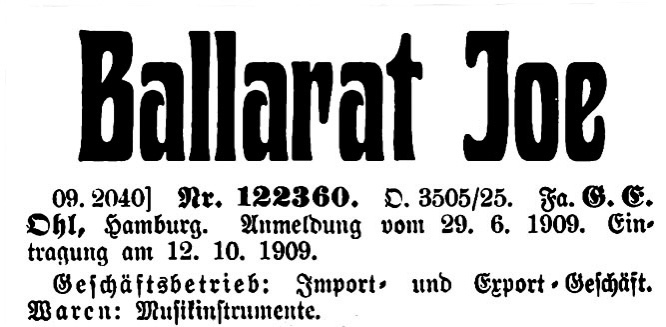 Ballarat Joe
09. 2040] Nr. 122360. O. 3505/25. Fa. G. E.
Ohl, Hamburg. Anmeldung vom 29. 6. 1909. Ein-
tragung am 12. 10. 1909.
Geschäftsbetrieb: Import- und Export-Geschäft.
Waren: Musikinstrumente.